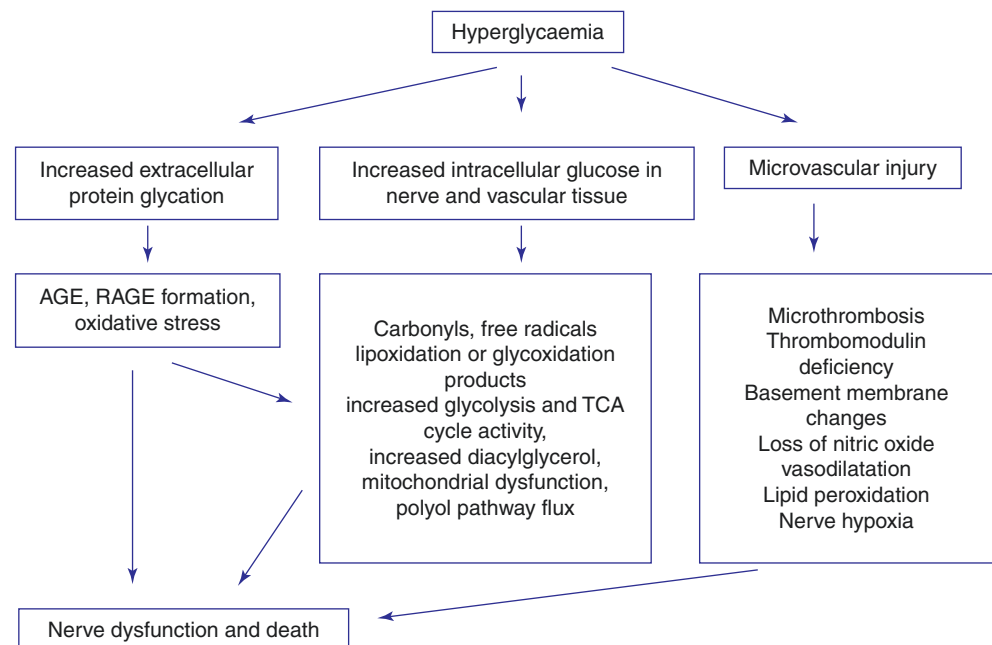 Hyperglycaemia
Increased extracellular
protein glycation
Increased intracellular glucose in
nerve and vascular tissue
Microvascular injury
AGE, RAGE formation,
oxidative stress
Carbonyls, free radicals
lipoxidation or glycoxidation
products
increased glycolysis and TCA
cycle activity,
increased diacylglycerol,
mitochondrial dysfunction,
polyol pathway flux
Microthrombosis
Thrombomodulin
deficiency
Basement membrane
changes
Loss of nitric oxide
vasodilatation
Lipid peroxidation
Nerve hypoxia
Nerve dysfunction and death